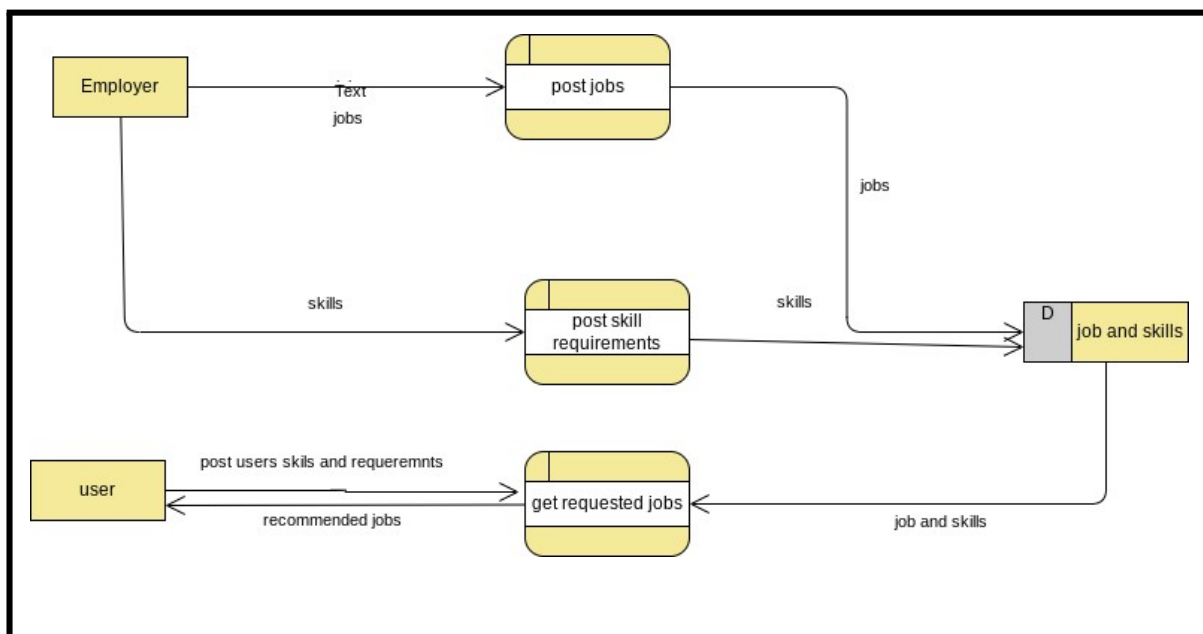 Employer
Text
jobs
post jobs
jobs
skills
post skill
requirements
skills
D
job and skills
user
post users skils and requeremnts
recommended jobs
get requested jobs
job and skills